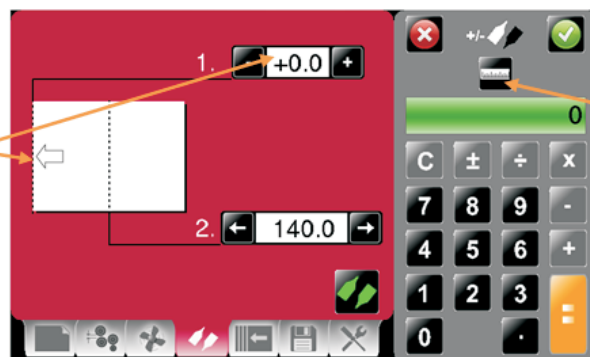 1. - +0.0 +
+/-
0
C ± ÷ x
7 8 9 -
2. 140.0
4 5 6 +
1 2 3 =
0 .